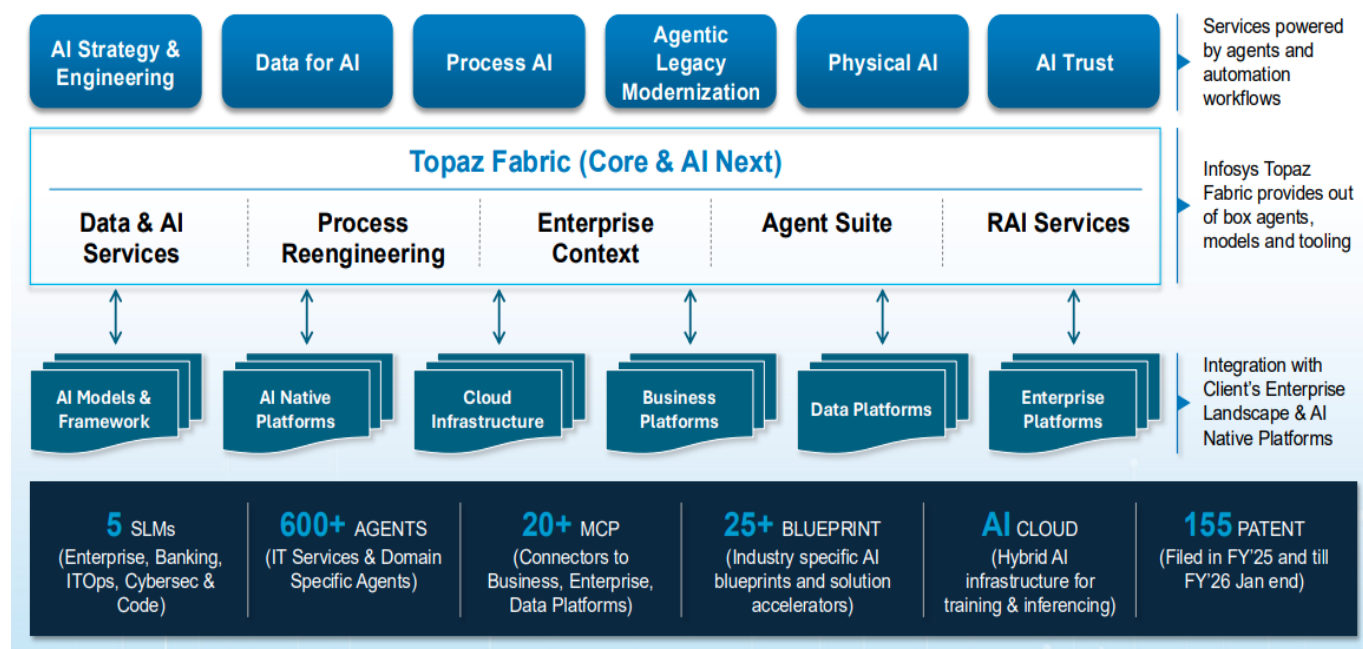 AI Strategy &
Engineering
Data for AI
Process AI
Agentic
Legacy
Modernization
Physical AI
AI Trust
Services powered
by agents and
automation
workflows
Topaz Fabric (Core & AI Next)
Data & AI
Services
Process
Reengineering
Enterprise
Context
Agent Suite
RAI Services
Infosys Topaz
Fabric provides out
of box agents,
models and tooling
AI Models &
Framework
AI Native
Platforms
Cloud
Infrastructure
Business
Platforms
Data Platforms
Enterprise
Platforms
Integration with
Client's Enterprise
Landscape & AI
Native Platforms
5 SLMs
(Enterprise, Banking,
ITOps, Cybersec &
Code)
600+ AGENTS
(IT Services & Domain
Specific Agents)
20+ MCP
(Connectors to
Business, Enterprise,
Data Platforms)
25+ BLUEPRINT
(Industry specific AI
blueprints and solution
accelerators)
AI CLOUD
(Hybrid AI
infrastructure for
training & inferencing)
155 PATENT
(Filed in FY'25 and till
FY'26 Jan end)